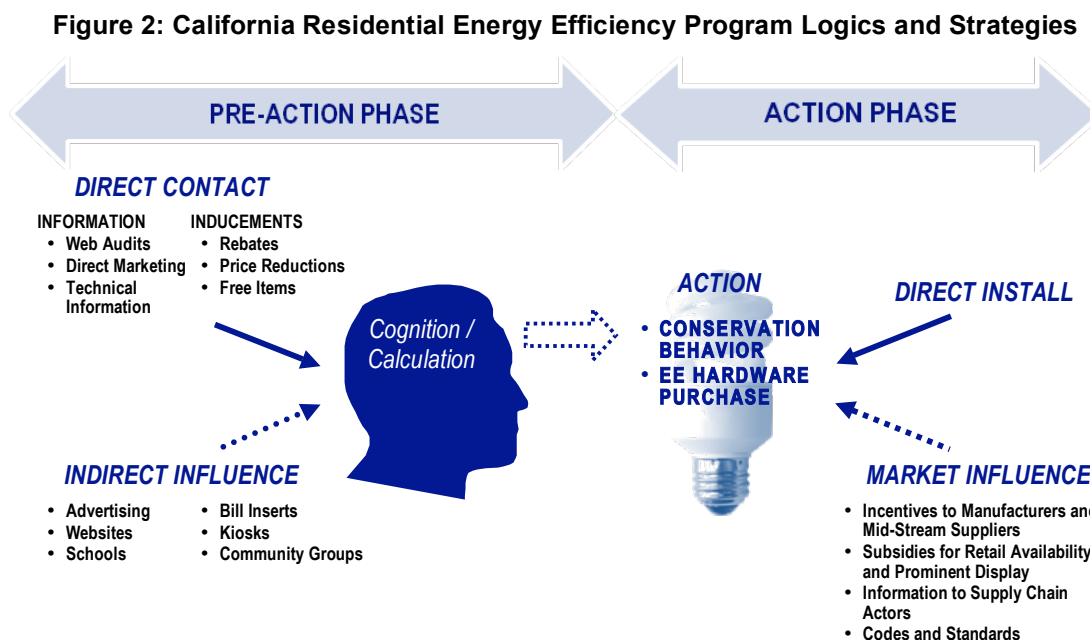 Figure 2: California Residential Energy Efficiency Program Logics and Strategies
PRE-ACTION PHASE
ACTION PHASE
DIRECT CONTACT
INFORMATION
• Web Audits
• Direct Marketing
• Technical
Information
INDUCEMENTS
• Rebates
• Price Reductions
• Free Items
Cognition /
Calculation
INDIRECT INFLUENCE
• Advertising
• Websites
• Schools
• Bill Inserts
• Kiosks
• Community Groups
ACTION
• CONSERVATION
BEHAVIOR
• EE HARDWARE
PURCHASE
DIRECT INSTALL
MARKET INFLUENCE
• Incentives to Manufacturers and
Mid-Stream Suppliers
• Subsidies for Retail Availability
and Prominent Display
• Information to Supply Chain
Actors
• Codes and Standards